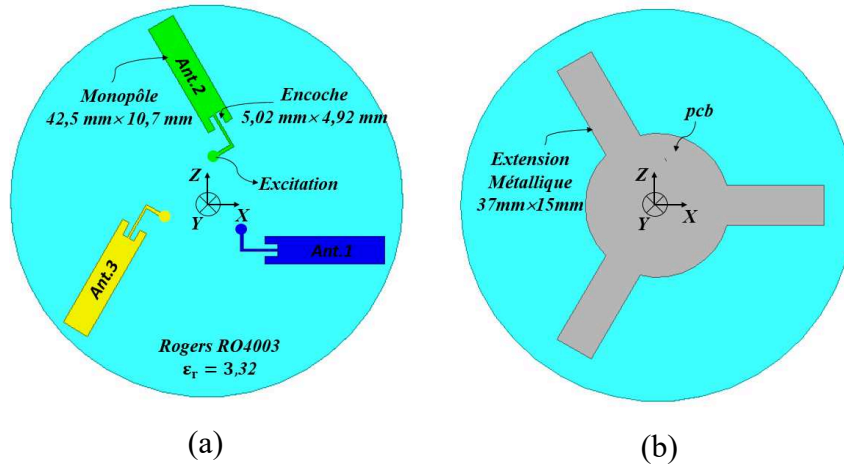 Ant.2
Monopôle
42,5 mm× 10,7 mm
Encoche
5,02 mm× 4,92 mm
Excitation
Z
X
Y
Ant.3
Ant.1
Rogers RO4003
εr = 3,32
(a)
pcb
Extension
Métallique
37mm×15mm
Z
X
Y
(b)